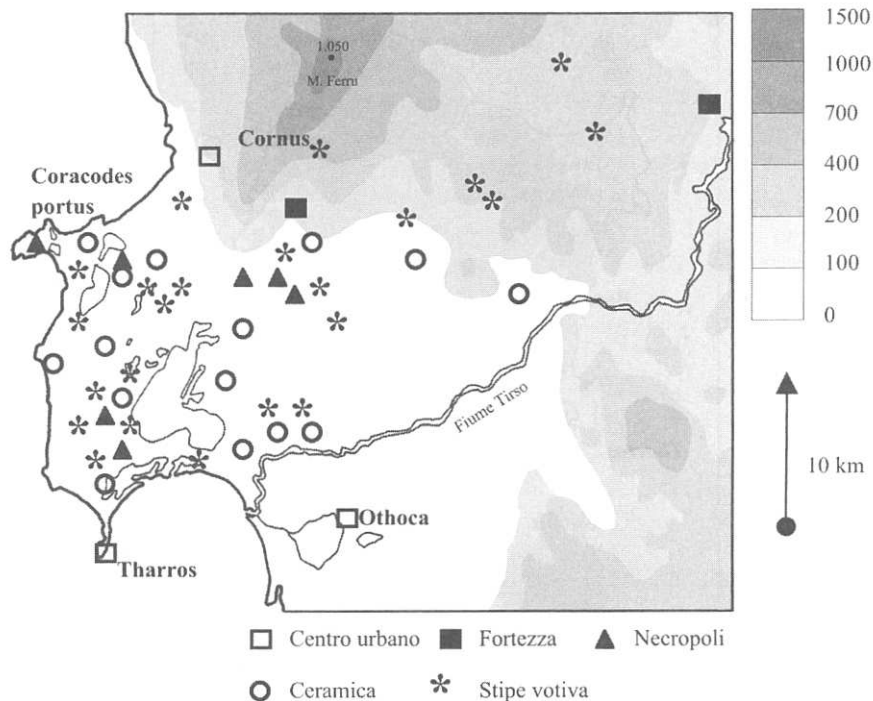 1.050
M. Ferru
Cornus
Coracodes
portus
Fiume Tirso
Othoca
Tharros
1500
1000
700
400
200
100
0
10 km
Centro urbano
Fortezza
Necropoli
Ceramica
Stipe votiva